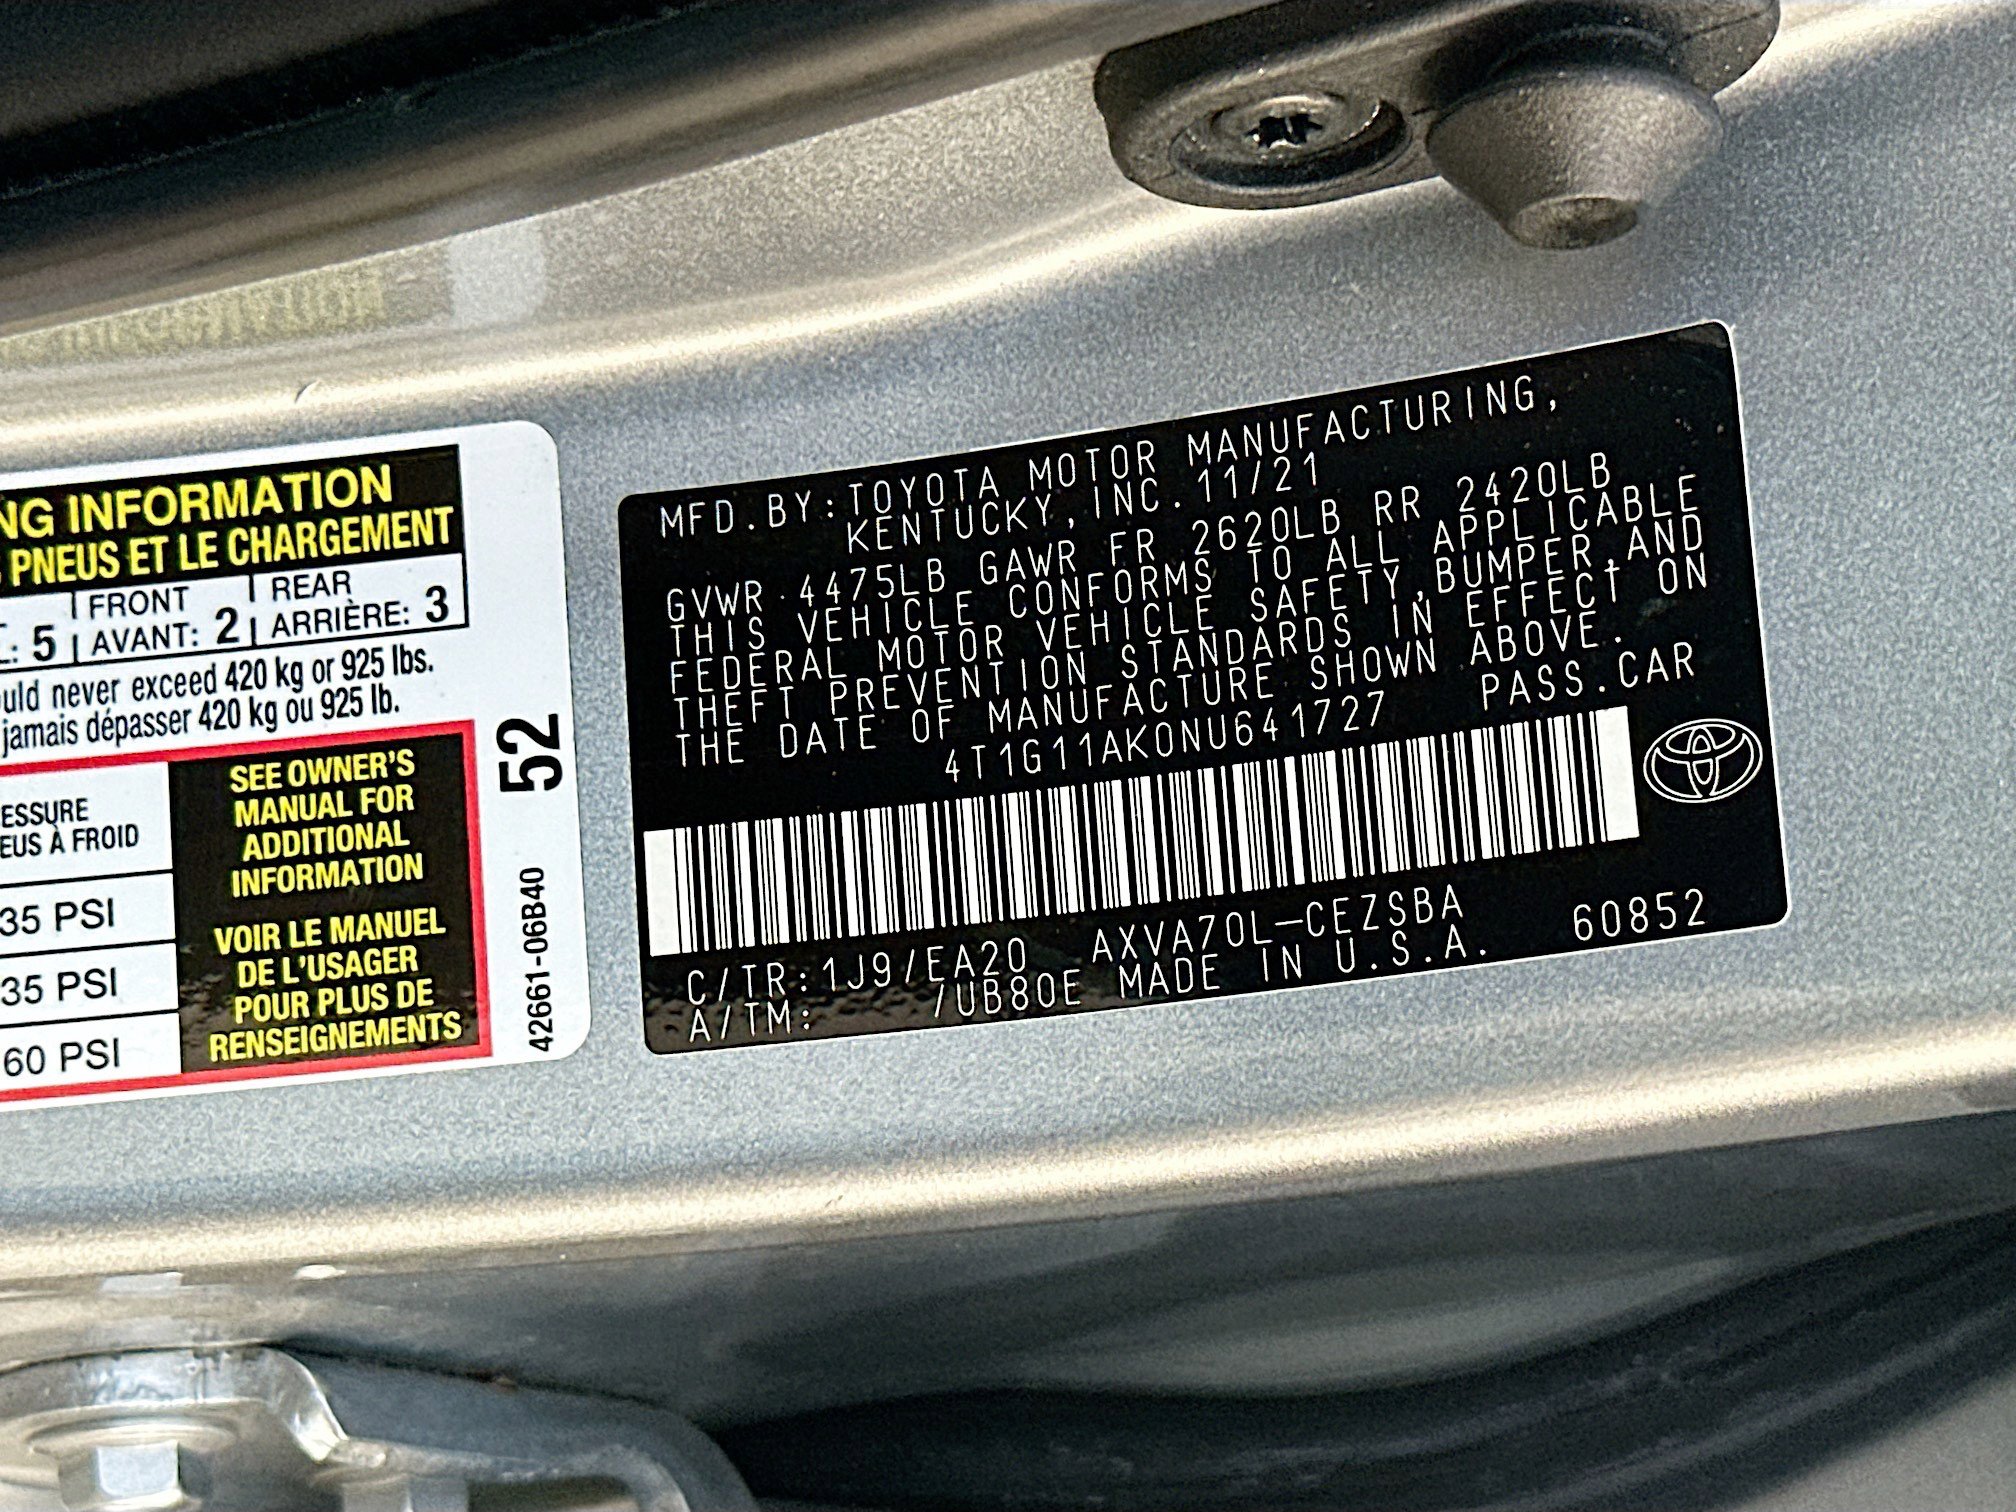 NG INFORMATION
PNEUS ET LE CHARGEMENT
FRONT REAR
: 5 AVANT: 2 ARRIÈRE: 3
uld never exceed 420 kg or 925 lbs.
jamais dépasser 420 kg ou 925 lb.
ESSURE
EUS À FROID
35 PSI
35 PSI
60 PSI
SEE OWNER'S
MANUAL FOR
ADDITIONAL
INFORMATION
VOIR LE MANUEL
DE L'USAGER
POUR PLUS DE
RENSEIGNEMENTS
52
42661-06B40
MFD.BY:TOYOTA MOTOR MANUFACTURING,
KENTUCKY,INC.11/21
GVWR 4475LB GAWR FR 2620LB RR 2420LB
THIS VEHICLE CONFORMS TO ALL APPLICABLE
FEDERAL MOTOR VEHICLE SAFETY,BUMPER,AND
THEFT PREVENTION STANDARDS IN EFFECT ON
THE DATE OF MANUFACTURE SHOWN ABOVE.
4T1G11AK0NU641727 PASS.CAR
C/TR:1J9/EA20 AXVA70L-CEZSBA 60852
A/TM: /UB80E MADE IN U.S.A.